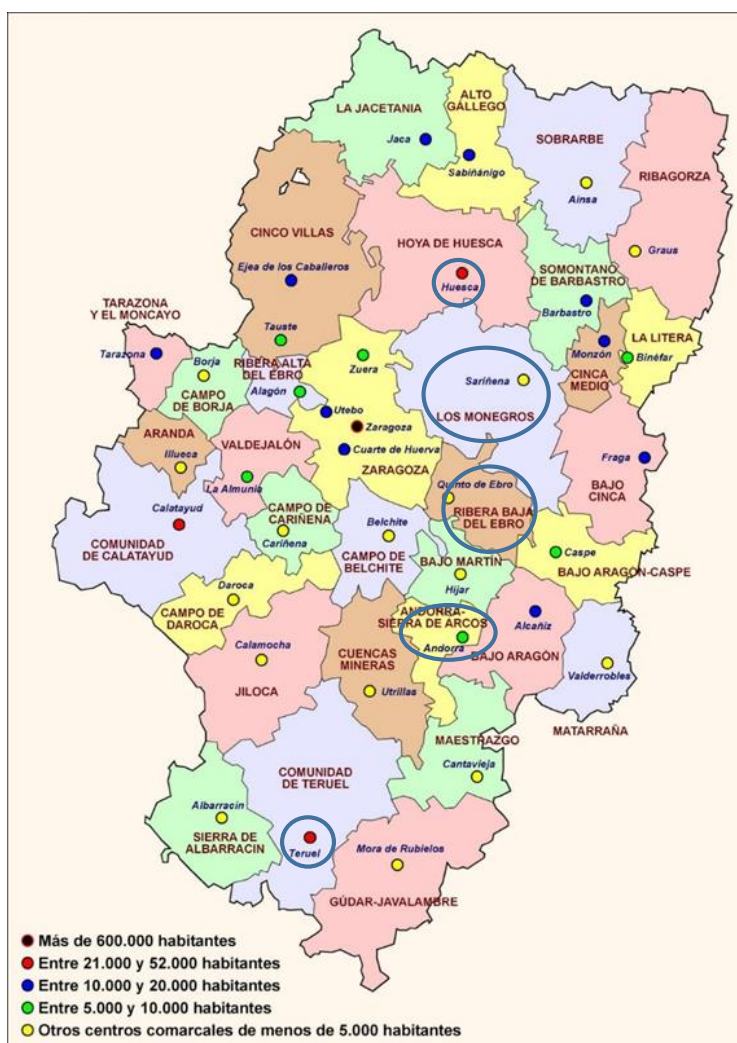 ALTO
GÁLLEGO
LA JACETANIA
Jaca
Sabiñánigo
SOBRARBE
Ainsa
RIBAGORZA
Graus
CINCO VILLAS
Ejea de los Caballeros
Tauste
HOYA DE HUESCA
Huesca
SOMONTANO
DE BARBASTRO
Barbastro
TARAZONA
Y EL MONCAYO
Tarazona
Borja
CAMPO
DE BORJA
RIBERA ALTA
DEL EBRO
Alagón
Zuera
Utebo
Zaragoza
Cuarte de Huerva
ZARAGOZA
Sariñena
LOS MONEGROS
Monzón
CINCA
MEDIO
LA LITERA
Binéfar
ARANDA
Illueca
VALDEJALÓN
La Almunia
Fraga
BAJO
CINCA
Calatayud
COMUNIDAD
DE CALATAYUD
CAMPO DE
CARIÑENA
Cariñena
Belchite
CAMPO DE
BELCHITE
Quinto de Ebro
RIBERA BAJA
DEL EBRO
BAJO MARTÍN
Hijar
Caspe
BAJO ARAGÓN-CASPE
Daroca
CAMPO DE
DAROCA
ANDORRA-
SIERRA DE ARCOS
Andorra
Alcañiz
BAJO ARAGÓN
Calamocha
JILOCA
CUENCAS
MINERAS
Utrillas
Valderrobles
MATARRAÑA
MAESTRAZGO
Cantavieja
COMUNIDAD
DE TERUEL
Teruel
Albarracín
SIERRA DE
ALBARRACIN
Mora de Rubielos
GÚDAR-JAVALAMBRE
Más de 600.000 habitantes
Entre 21.000 y 52.000 habitantes
Entre 10.000 y 20.000 habitantes
Entre 5.000 y 10.000 habitantes
Otros centros comarcales de menos de 5.000 habitantes